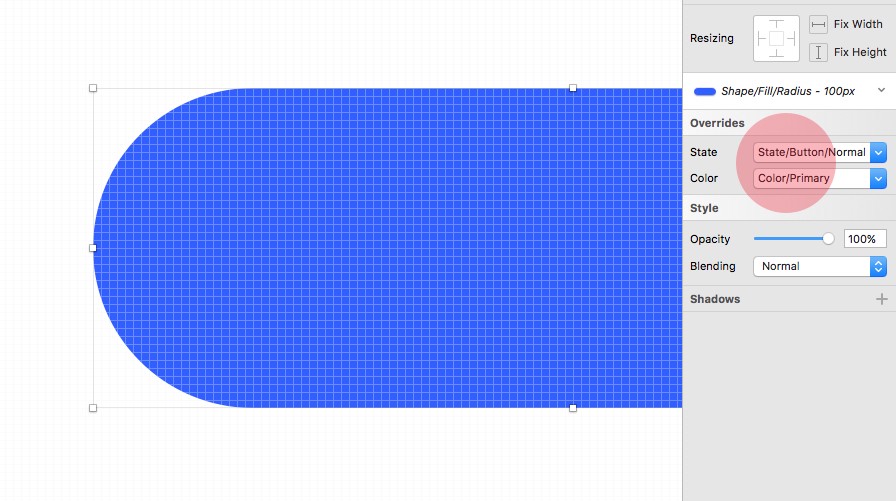 Fix Width
Resizing
Fix Height
Shape/Fill/Radius - 100px
Overrides
State State/Button/Normal
Color Color/Primary
Style
Opacity 100%
Blending Normal
Shadows